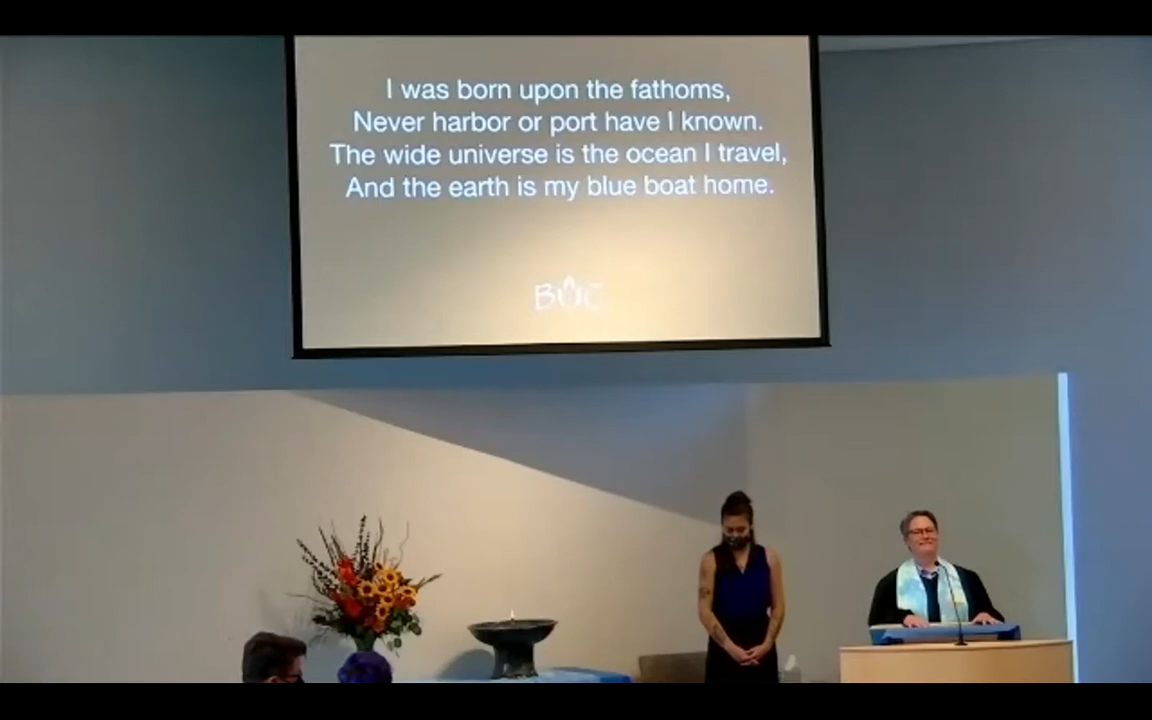 I was born upon the fathoms,
Never harbor or port have I known.
The wide universe is the ocean I travel,
And the earth is my blue boat home.
BUC